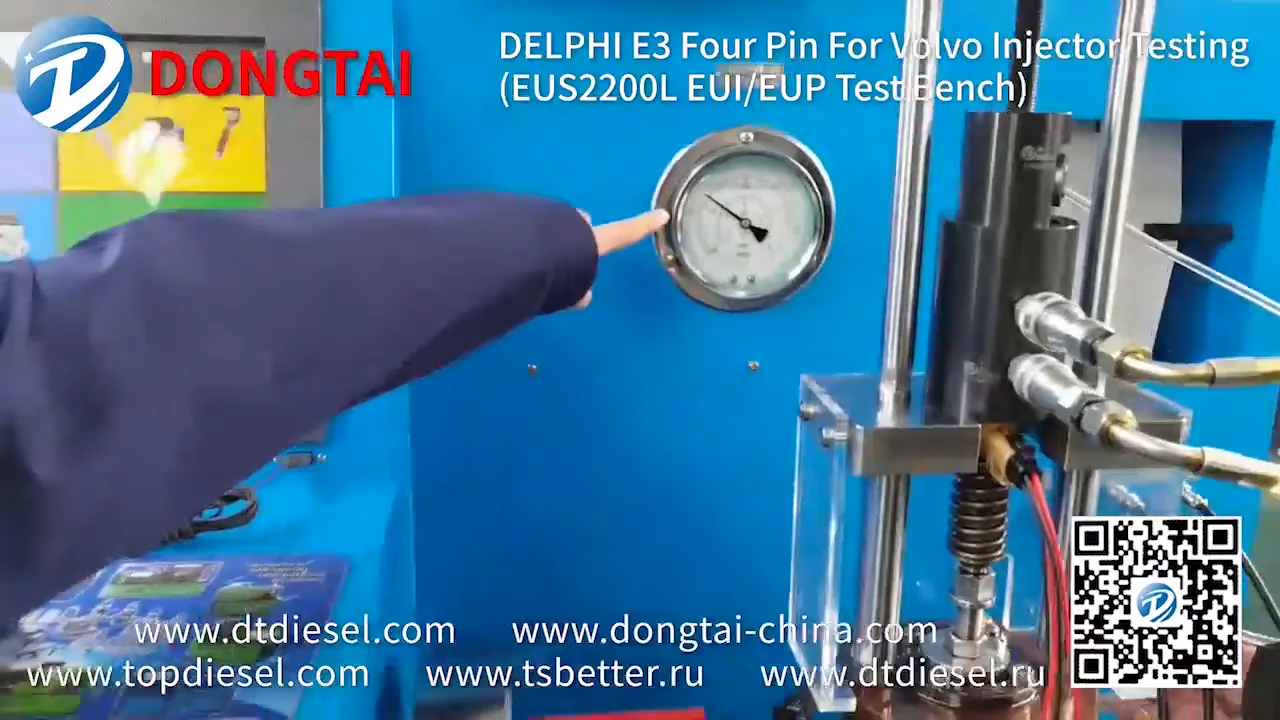 DONGTAI
DELPHI E3 Four Pin For Volvo Injector Testing
(EUS2200L EUI/EUP Test Bench)
www.dtdiesel.com www.dongtai-china.com
www.topdiesel.com www.tsbetter.ru www.dtdiesel.ru